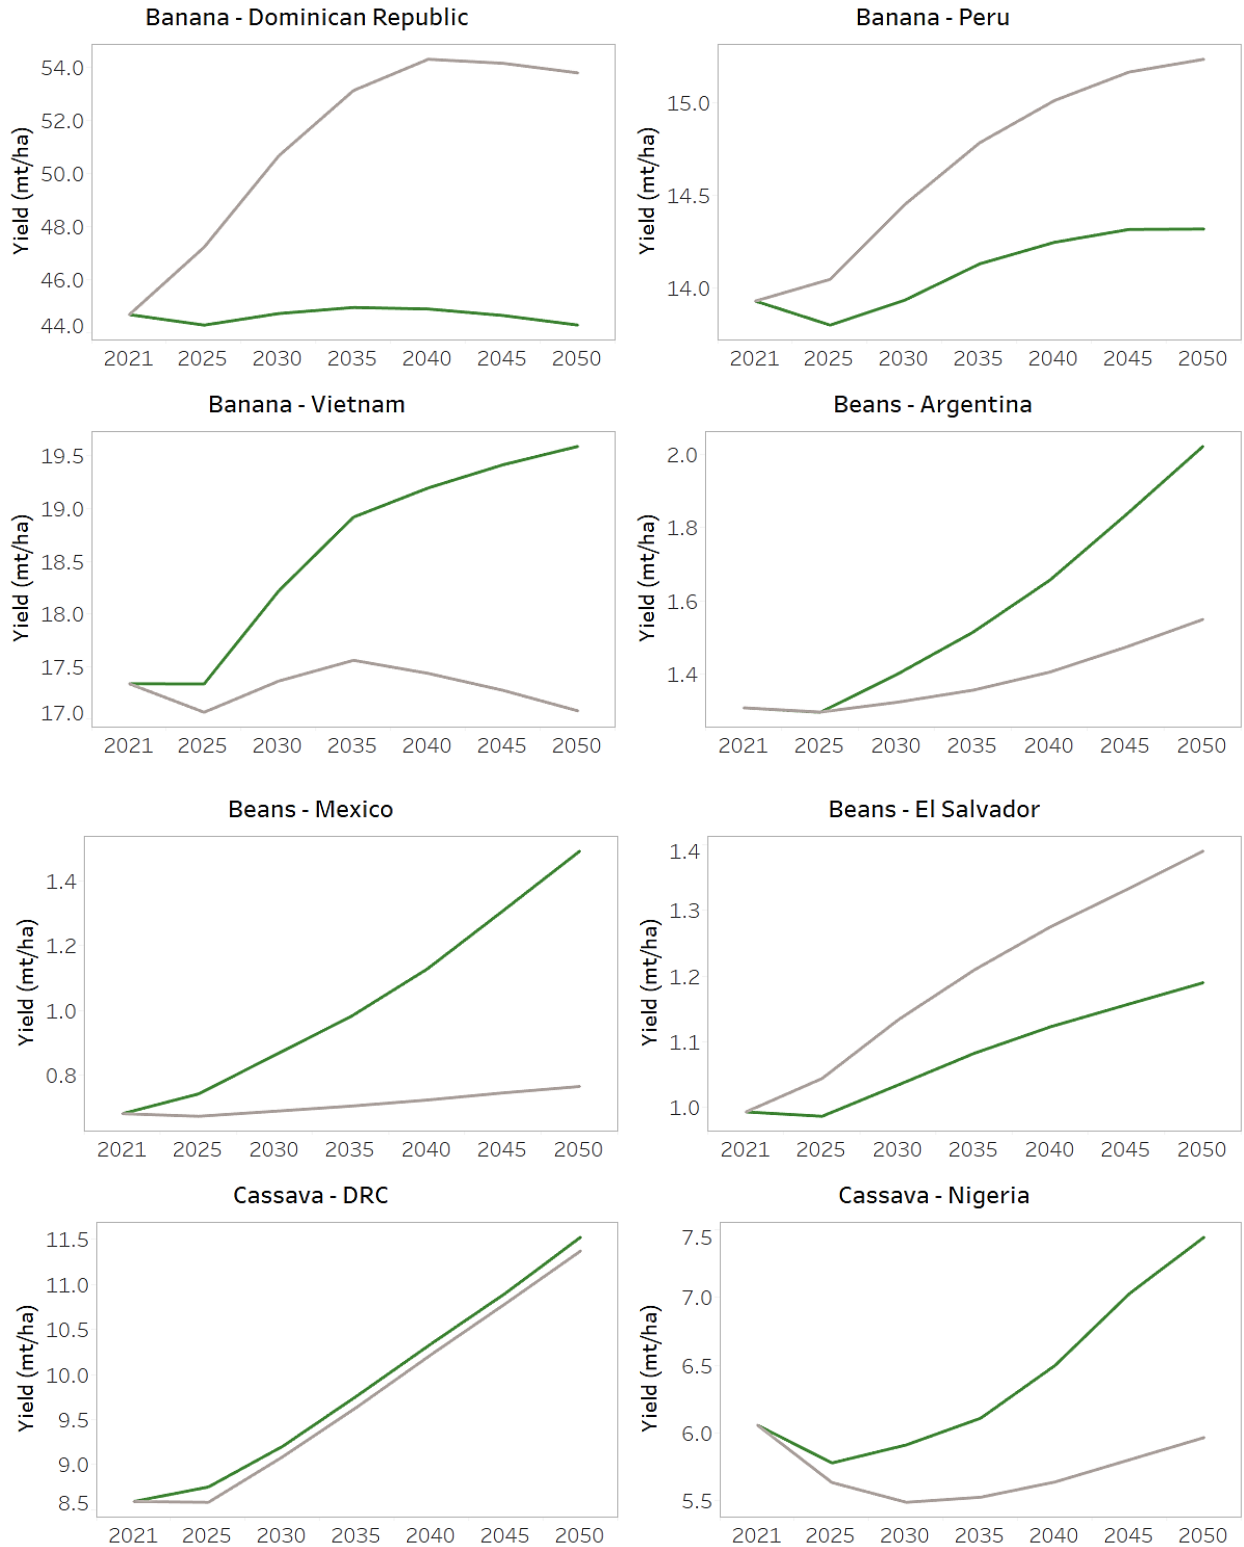 Banana - Dominican Republic
Yield (mt/ha)
54.0
52.0
50.0
48.0
46.0
44.0
2021 2025 2030 2035 2040 2045 2050
Banana - Peru
Yield (mt/ha)
15.0
14.5
14.0
2021 2025 2030 2035 2040 2045 2050
Banana - Vietnam
Yield (mt/ha)
19.5
19.0
18.5
18.0
17.5
17.0
2021 2025 2030 2035 2040 2045 2050
Beans - Argentina
Yield (mt/ha)
2.0
1.8
1.6
1.4
2021 2025 2030 2035 2040 2045 2050
Beans - Mexico
Yield (mt/ha)
1.4
1.2
1.0
0.8
2021 2025 2030 2035 2040 2045 2050
Beans - El Salvador
Yield (mt/ha)
1.4
1.3
1.2
1.1
1.0
2021 2025 2030 2035 2040 2045 2050
Cassava - DRC
Yield (mt/ha)
11.5
11.0
10.5
10.0
9.5
9.0
8.5
2021 2025 2030 2035 2040 2045 2050
Cassava - Nigeria
Yield (mt/ha)
7.5
7.0
6.5
6.0
5.5
2021 2025 2030 2035 2040 2045 2050